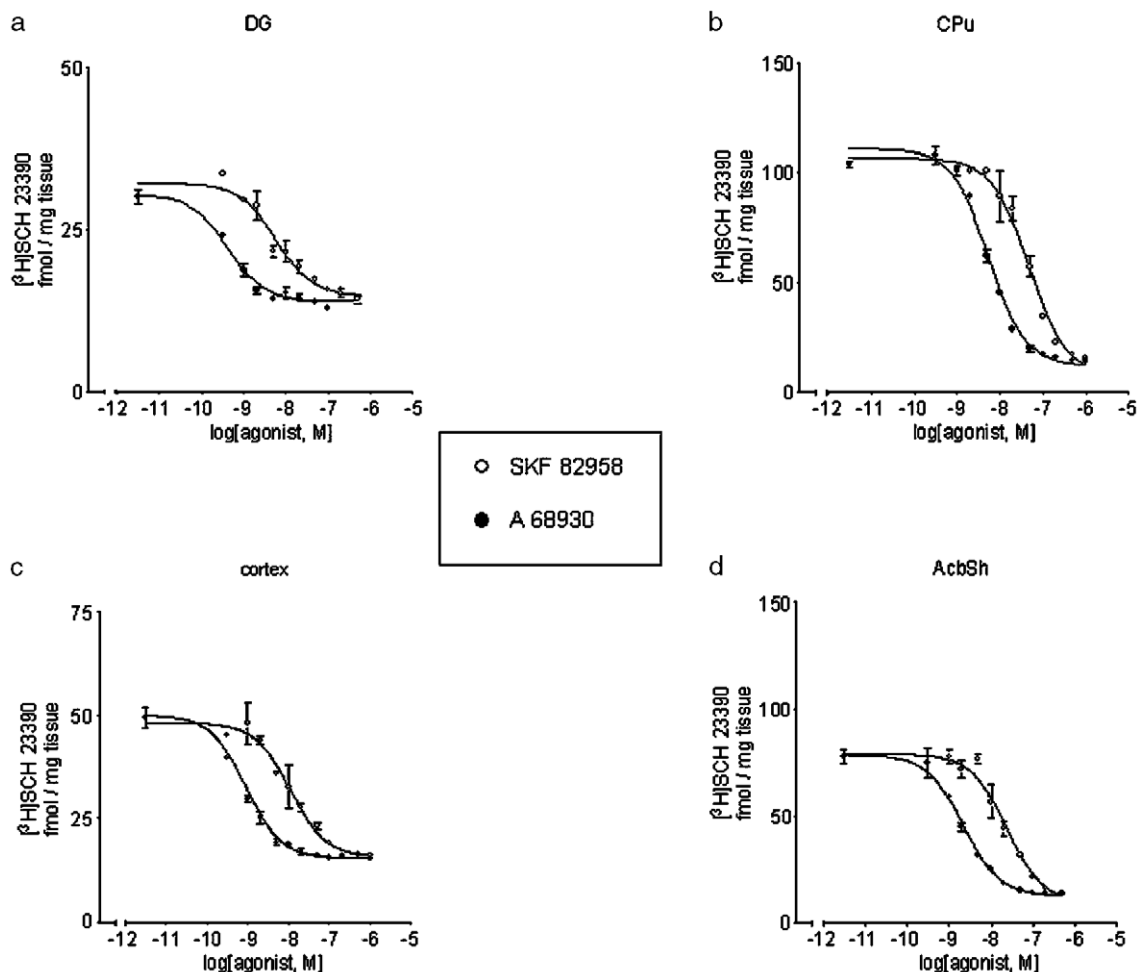 a
DG
50
25
0
[³H]SCH 23390
fmol / mg tissue
-12 -11 -10 -9 -8 -7 -6 -5
log[agonist, M]
b
CPu
150
100
50
0
[³H]SCH 23390
fmol / mg tissue
-12 -11 -10 -9 -8 -7 -6 -5
log[agonist, M]
SKF 82958
A 68930
c
cortex
75
50
25
0
[³H]SCH 23390
fmol / mg tissue
-12 -11 -10 -9 -8 -7 -6 -5
log[agonist, M]
d
AcbSh
150
100
50
0
[³H]SCH 23390
fmol / mg tissue
-12 -11 -10 -9 -8 -7 -6 -5
log[agonist, M]